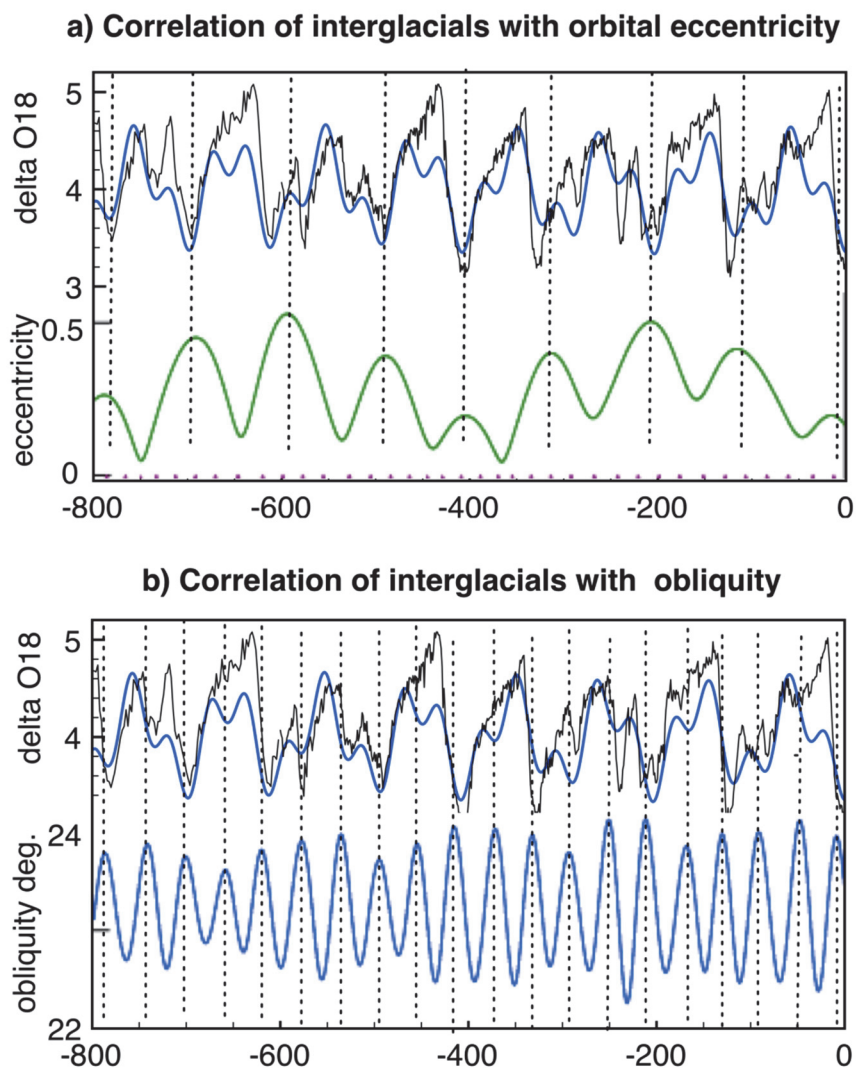 a) Correlation of interglacials with orbital eccentricity
delta O18
5
4
3
eccentricity
0.5
0
-800 -600 -400 -200 0
b) Correlation of interglacials with obliquity
delta O18
5
4
obliquity deg.
24
22
-800 -600 -400 -200 0